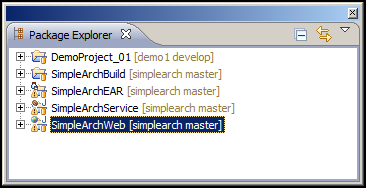 Package Explorer
DemoProject_01 [demo1 develop]
SimpleArchBuild [simplearch master]
SimpleArchEAR [simplearch master]
SimpleArchService [simplearch master]
SimpleArchWeb [simplearch master]